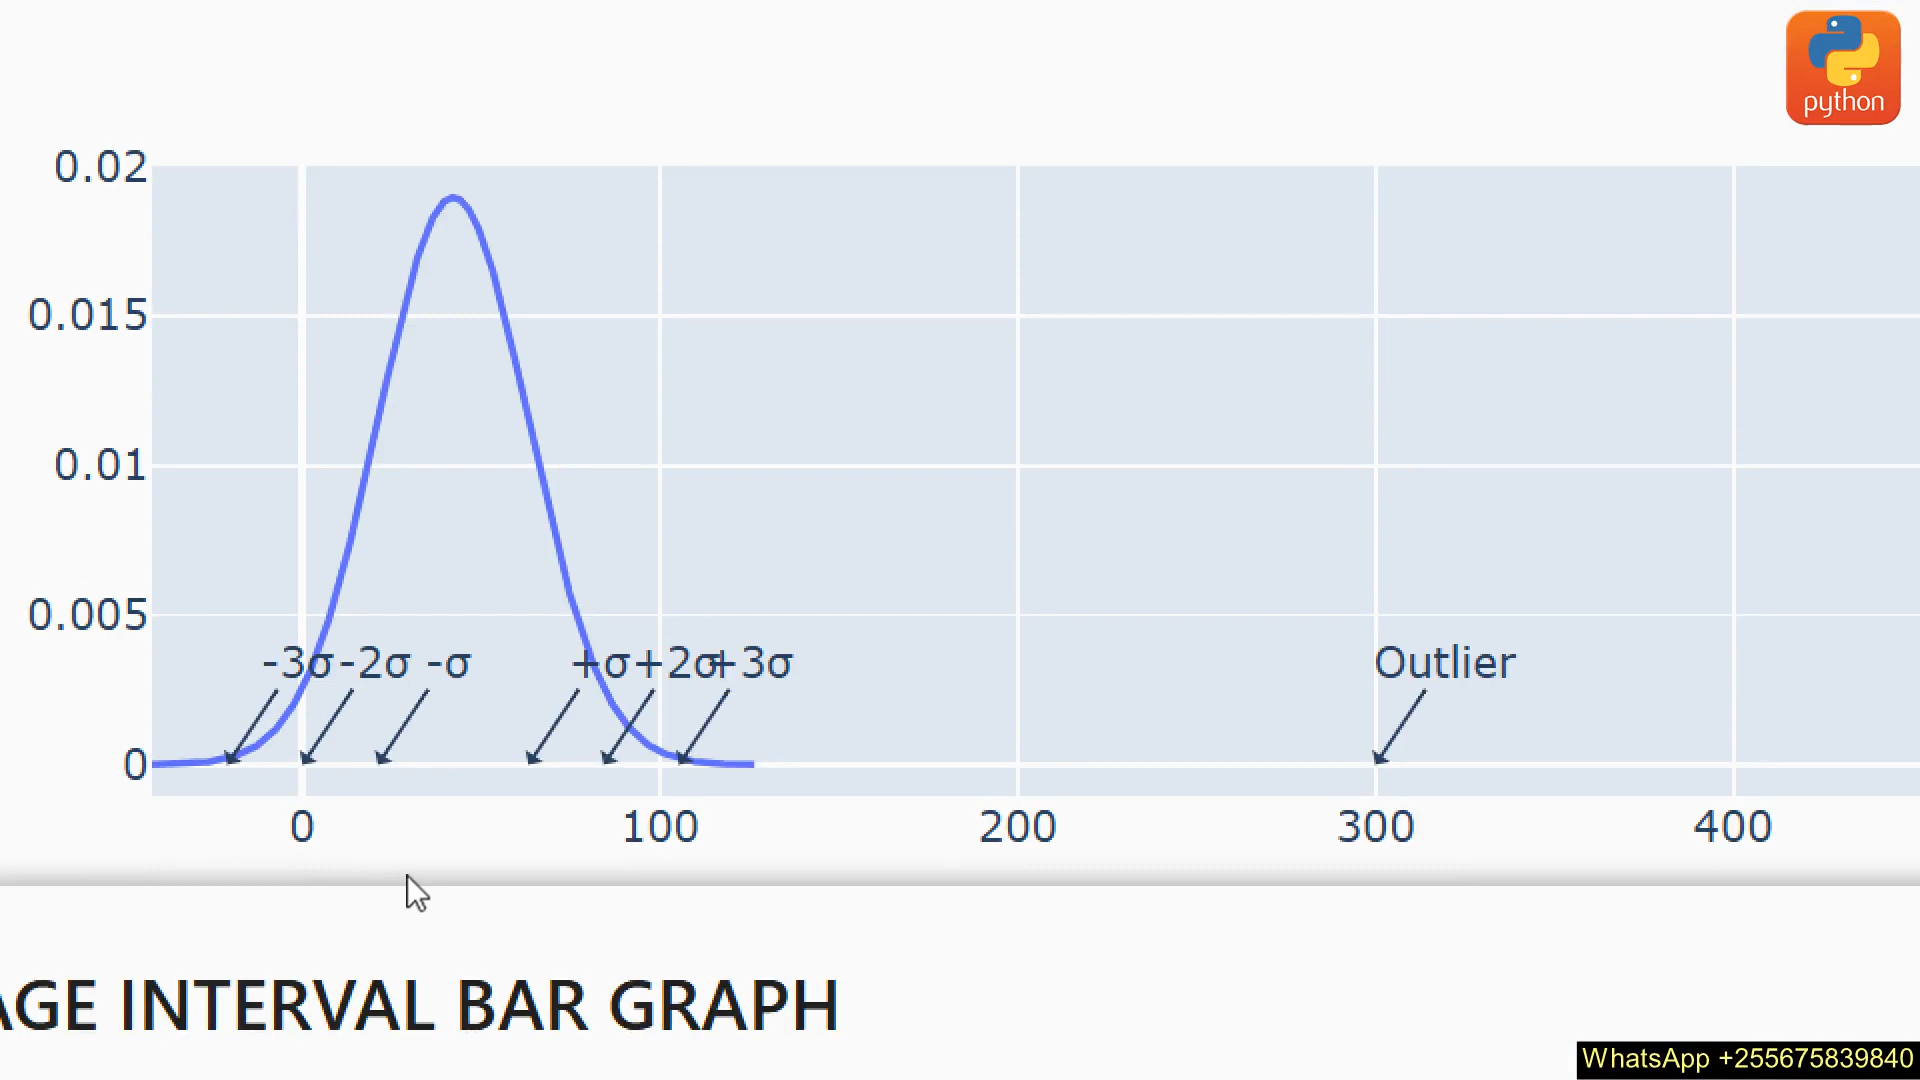 python
0.02
0.015
0.01
0.005
-3σ -2σ -σ +σ +2σ +3σ Outlier
0
0 100 200 300 400
AGE INTERVAL BAR GRAPH
WhatsApp +255675839840